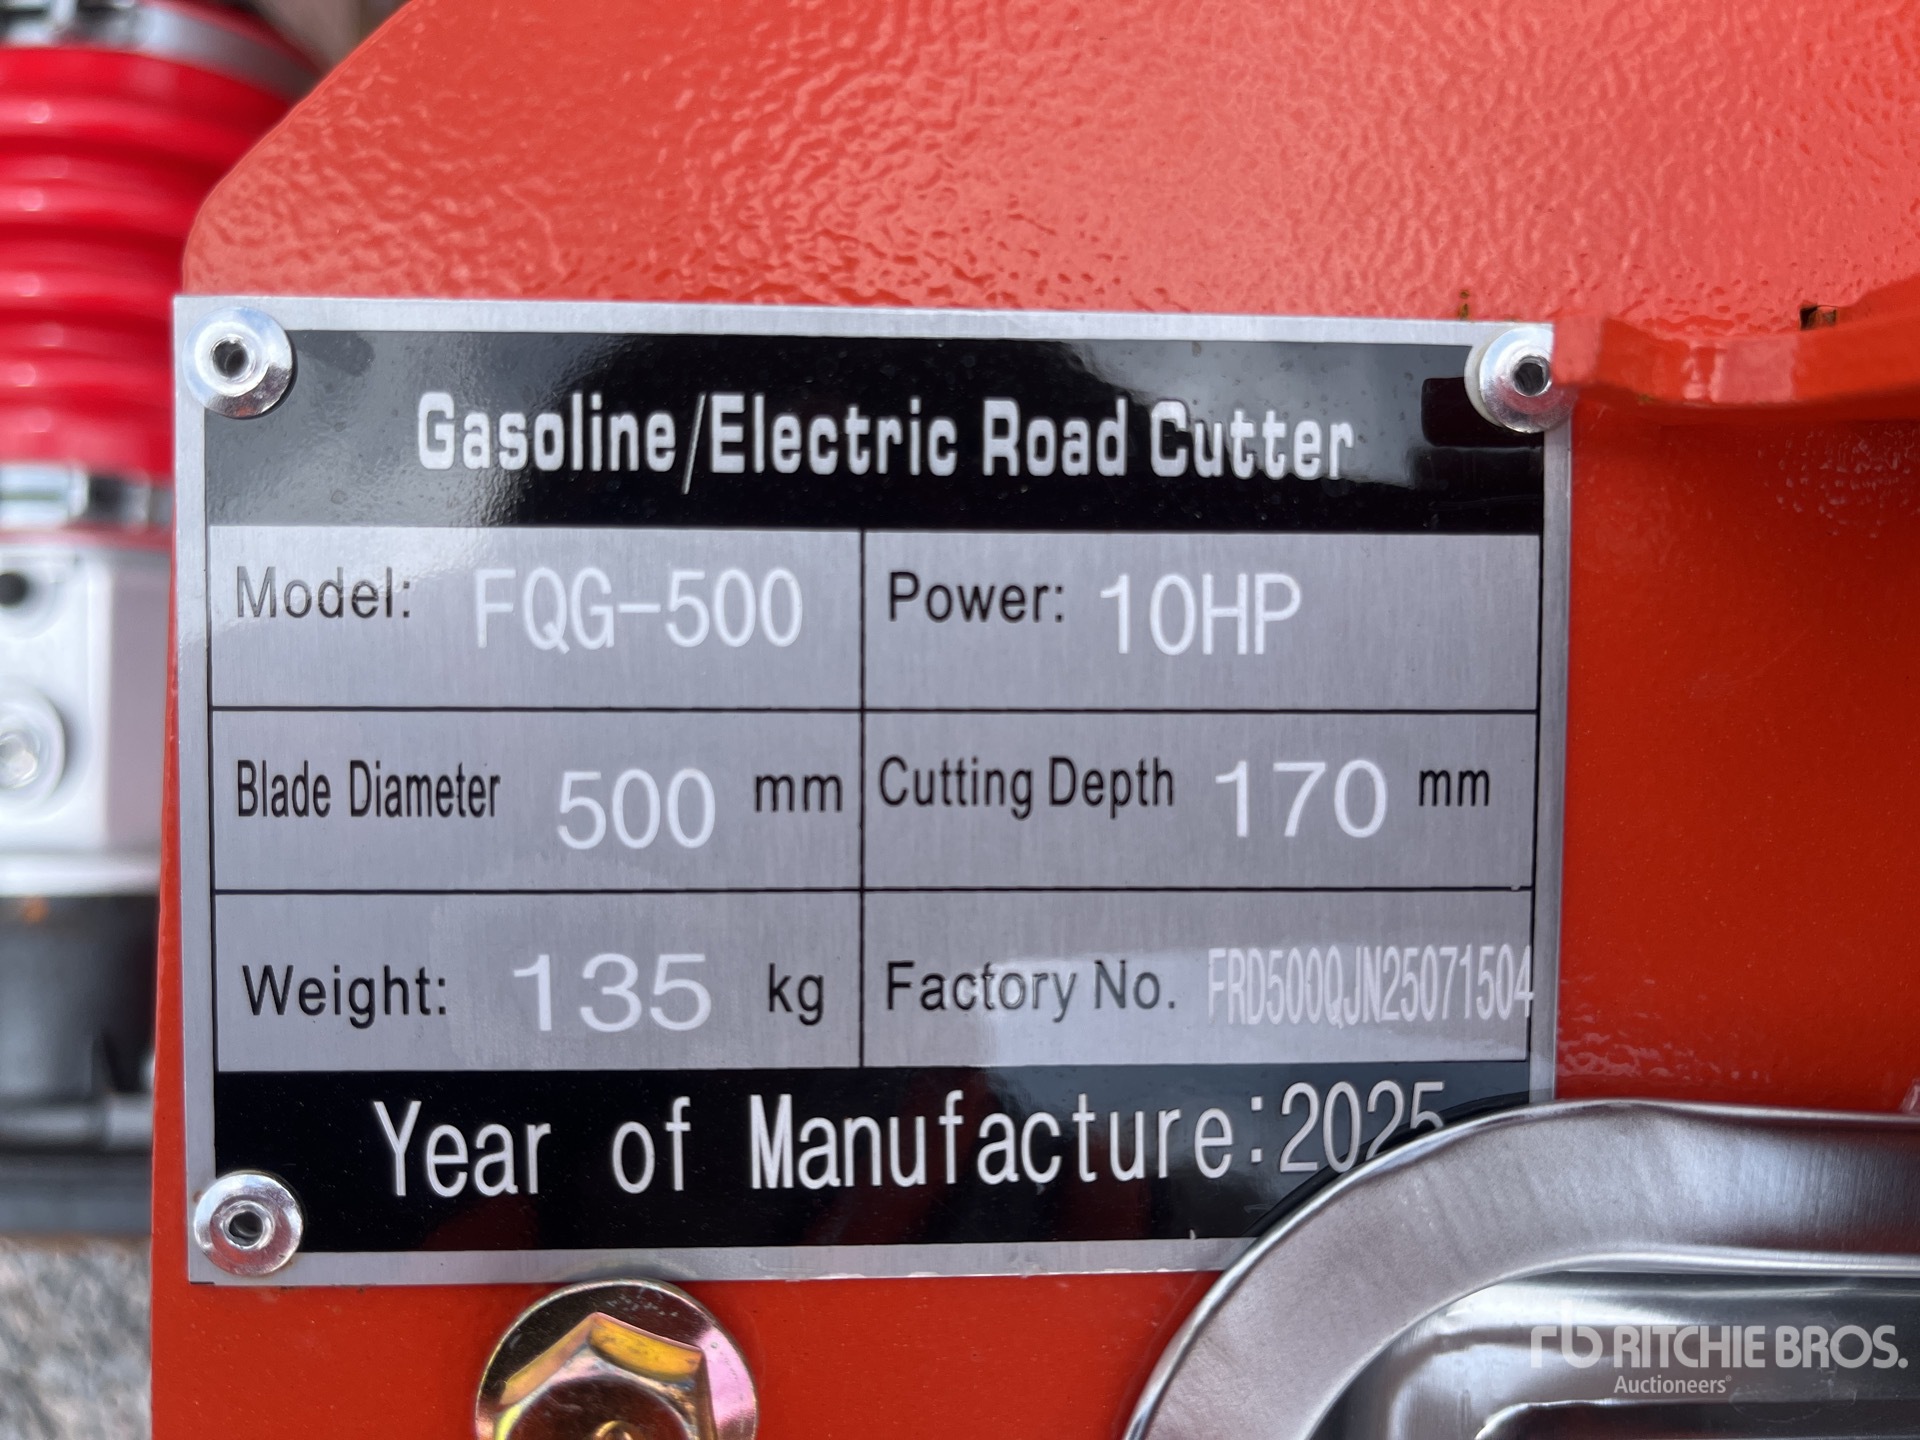 Gasoline/Electric Road Cutter
Model: FQG-500 Power: 10HP
Blade Diameter 500 mm Cutting Depth 170 mm
Weight: 135 kg Factory No. FRD500QJN25071504
Year of Manufacture:2025
rb RITCHIE BROS.
Auctioneers